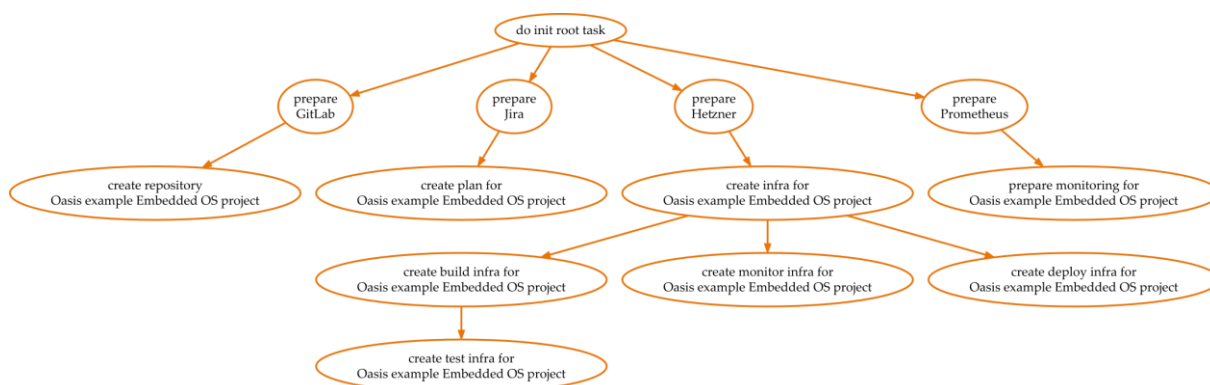 do init root task
prepare
GitLab
prepare
Jira
prepare
Hetzner
prepare
Prometheus
create repository
Oasis example Embedded OS project
create plan for
Oasis example Embedded OS project
create infra for
Oasis example Embedded OS project
prepare monitoring for
Oasis example Embedded OS project
create build infra for
Oasis example Embedded OS project
create monitor infra for
Oasis example Embedded OS project
create deploy infra for
Oasis example Embedded OS project
create test infra for
Oasis example Embedded OS project